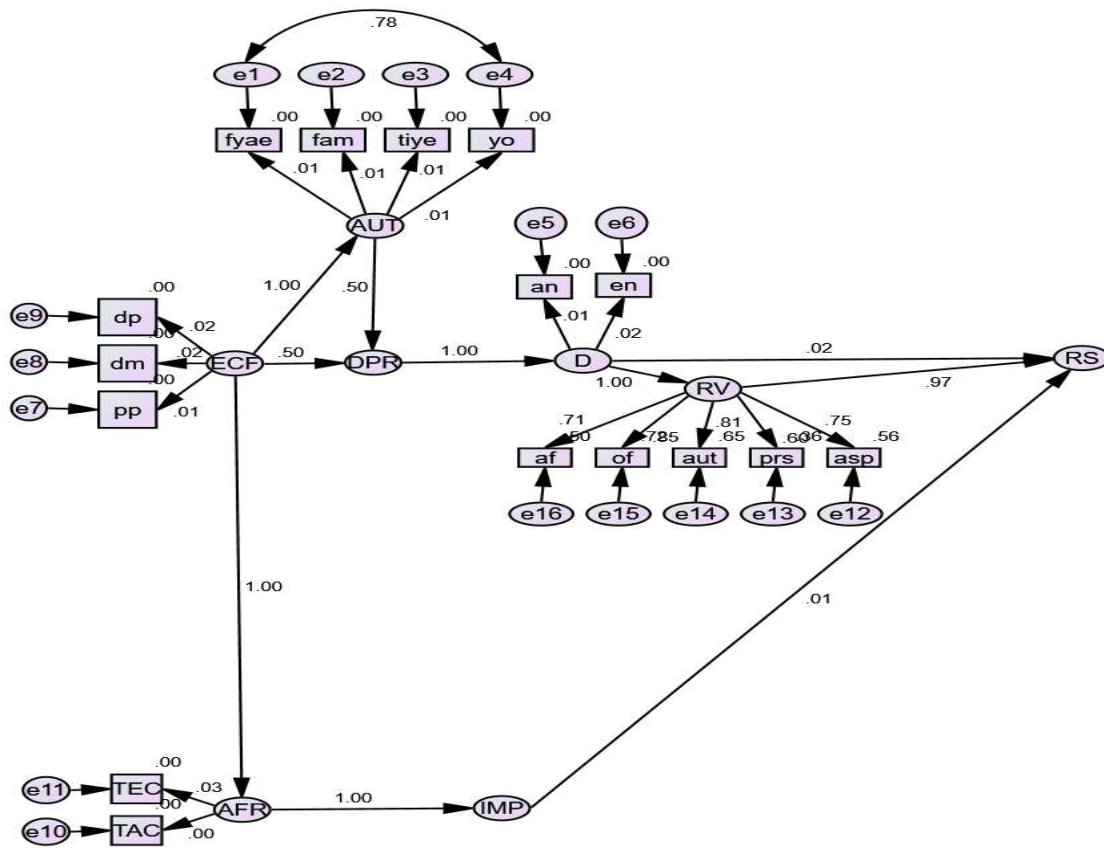 .78
e1 e2 e3 e4
.00 .00 .00 .00
fyae fam tiye yo
.01 .01 .01 .01
AUT
e5 e6
.00 .00
an en
.01 .02
1.00 .50
.00
e9 dp .02
.00
e8 dm .02 ECF .50 DPR 1.00 D .02 RS
.00
e7 pp .01
1.00 RV .97
.71 .81 .75
.65 .56
af of aut prs asp
e16 e15 e14 e13 e12
1.00
.01
.00
e11 TEC .03
.00
AFR 1.00 IMP
e10 TAC .00